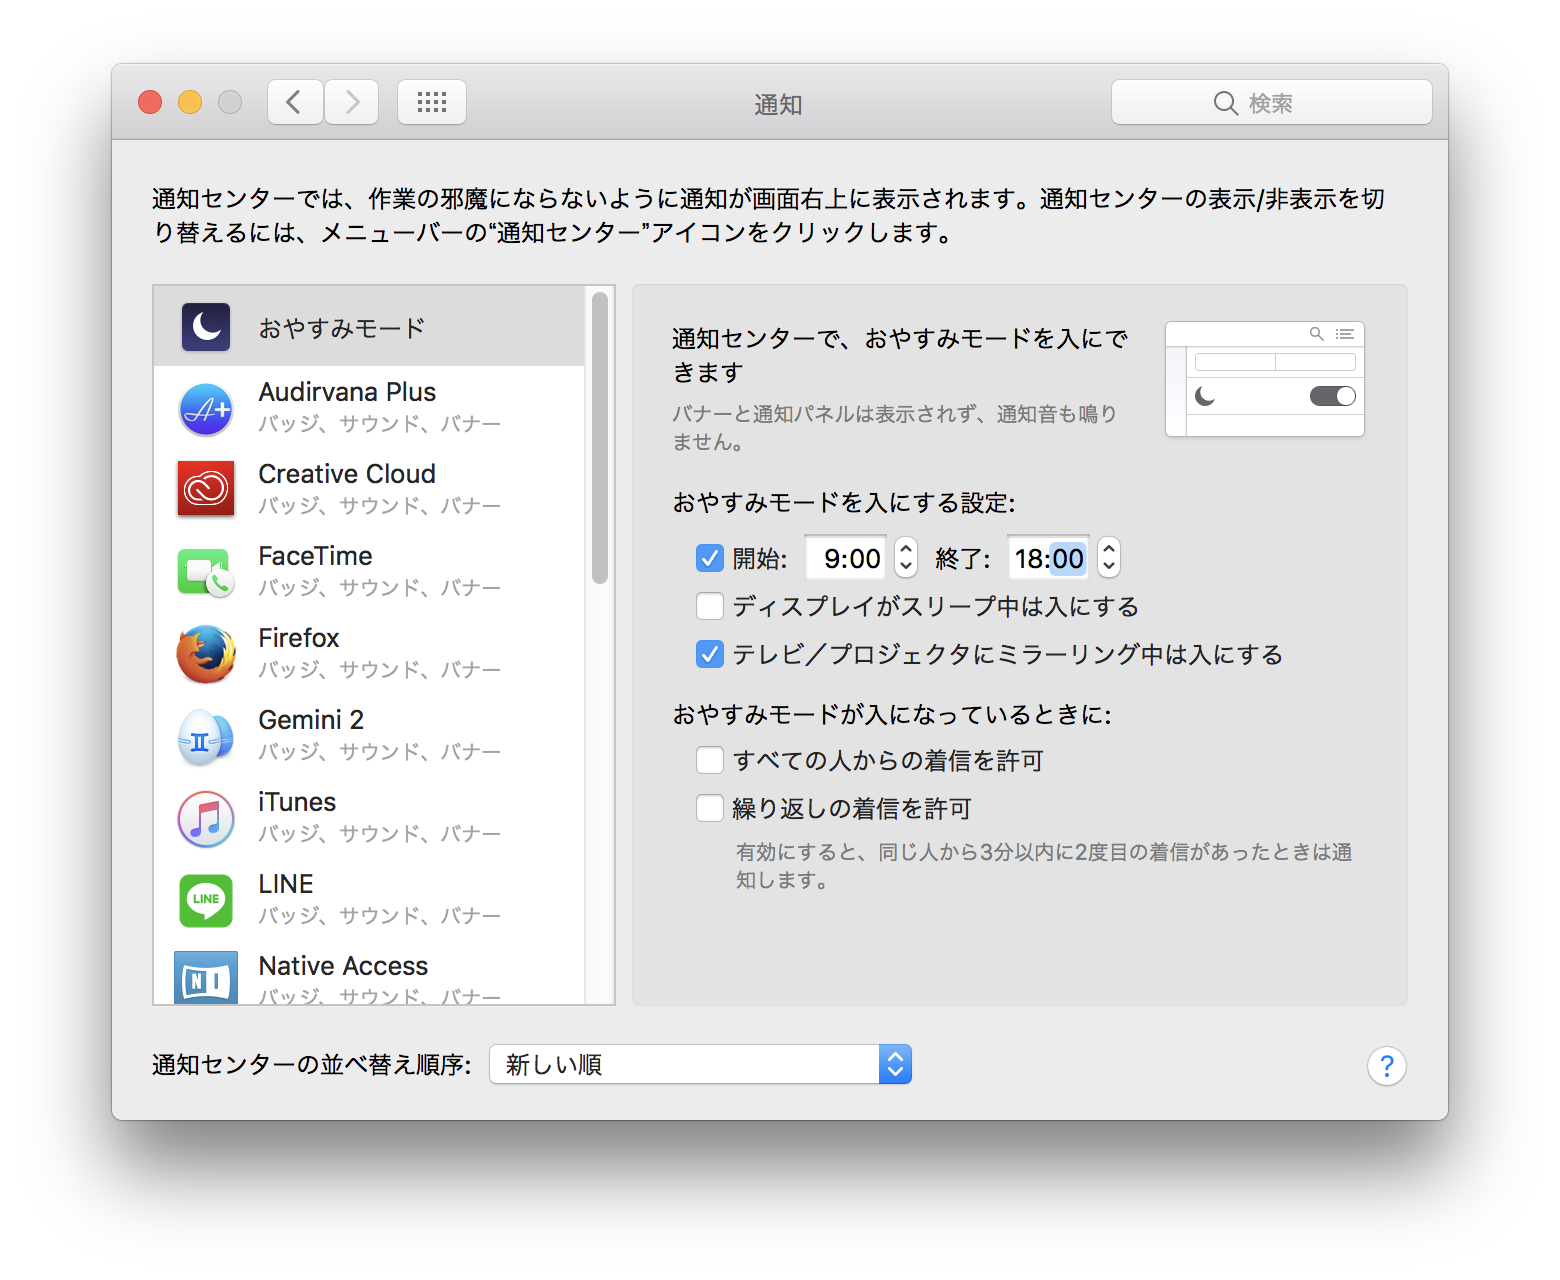 通知
検索
通知センターでは、作業の邪魔にならないように通知が画面右上に表示されます。通知センターの表示/非表示を切
り替えるには、メニューバーの“通知センター”アイコンをクリックします。
おやすみモード
Audirvana Plus
バッジ、サウンド、バナー
Creative Cloud
バッジ、サウンド、バナー
FaceTime
バッジ、サウンド、バナー
Firefox
バッジ、サウンド、バナー
Gemini 2
バッジ、サウンド、バナー
iTunes
バッジ、サウンド、バナー
LINE
LINE
バッジ、サウンド、バナー
NI
Native Access
バッジ、サウンド、バナー
通知センターで、おやすみモードを入にで
きます
バナーと通知パネルは表示されず、通知音も鳴り
ません。
おやすみモードを入にする設定:
開始: 9:00 終了: 18:00
ディスプレイがスリープ中は入にする
テレビ／プロジェクタにミラーリング中は入にする
おやすみモードが入になっているときに:
すべての人からの着信を許可
繰り返しの着信を許可
有効にすると、同じ人から3分以内に2度目の着信があったときは通
知します。
通知センターの並べ替え順序: 新しい順
?